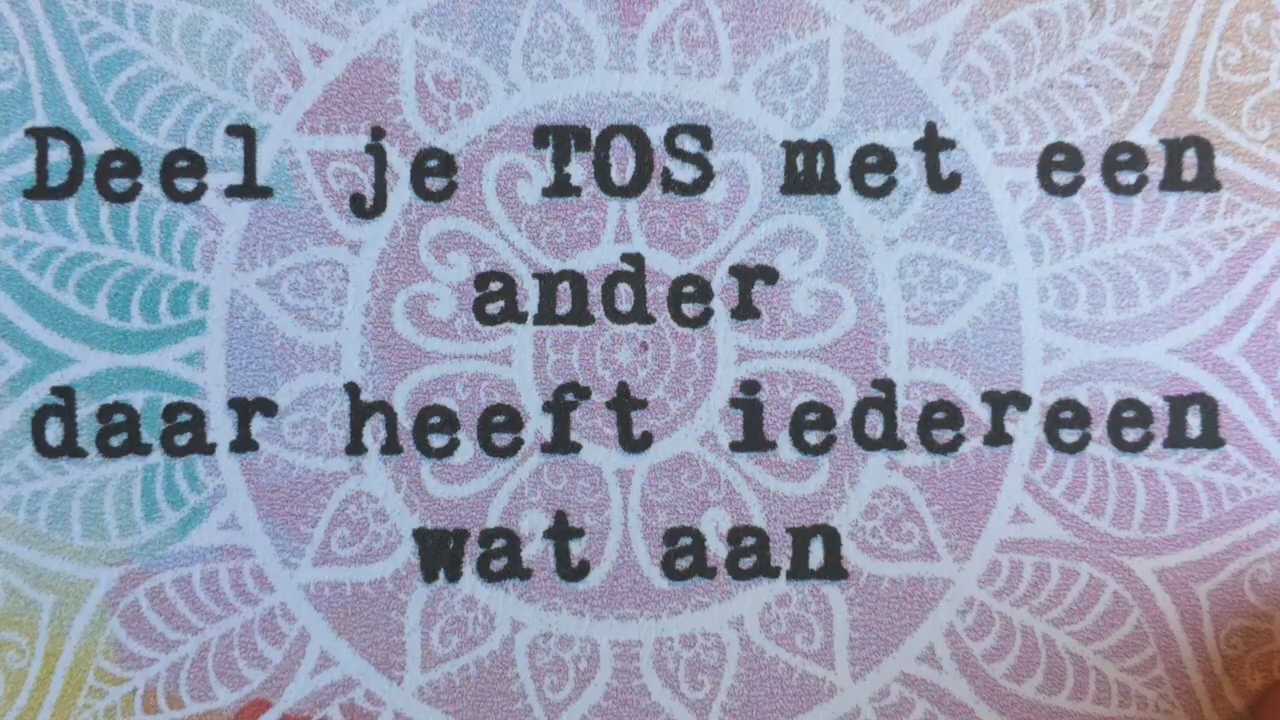 Deel je TOS met een
ander
daar heeft iedereen
wat aan